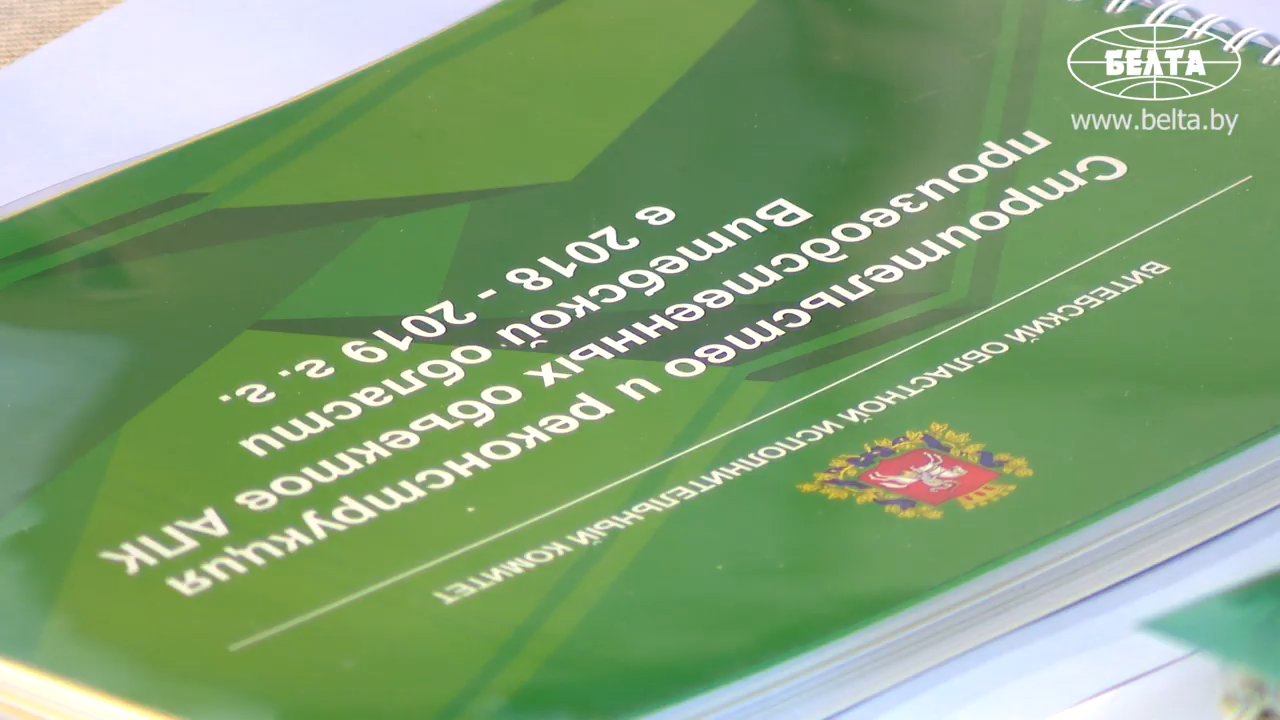 БЕЛТА
www.belta.by
ВИТЕБСКИЙ ОБЛАСТНОЙ ИСПОЛНИТЕЛЬНЫЙ КОМИТЕТ
Строительство и реконструкция
производственных объектов АПК
Витебской области
в 2018 - 2019 г. г.